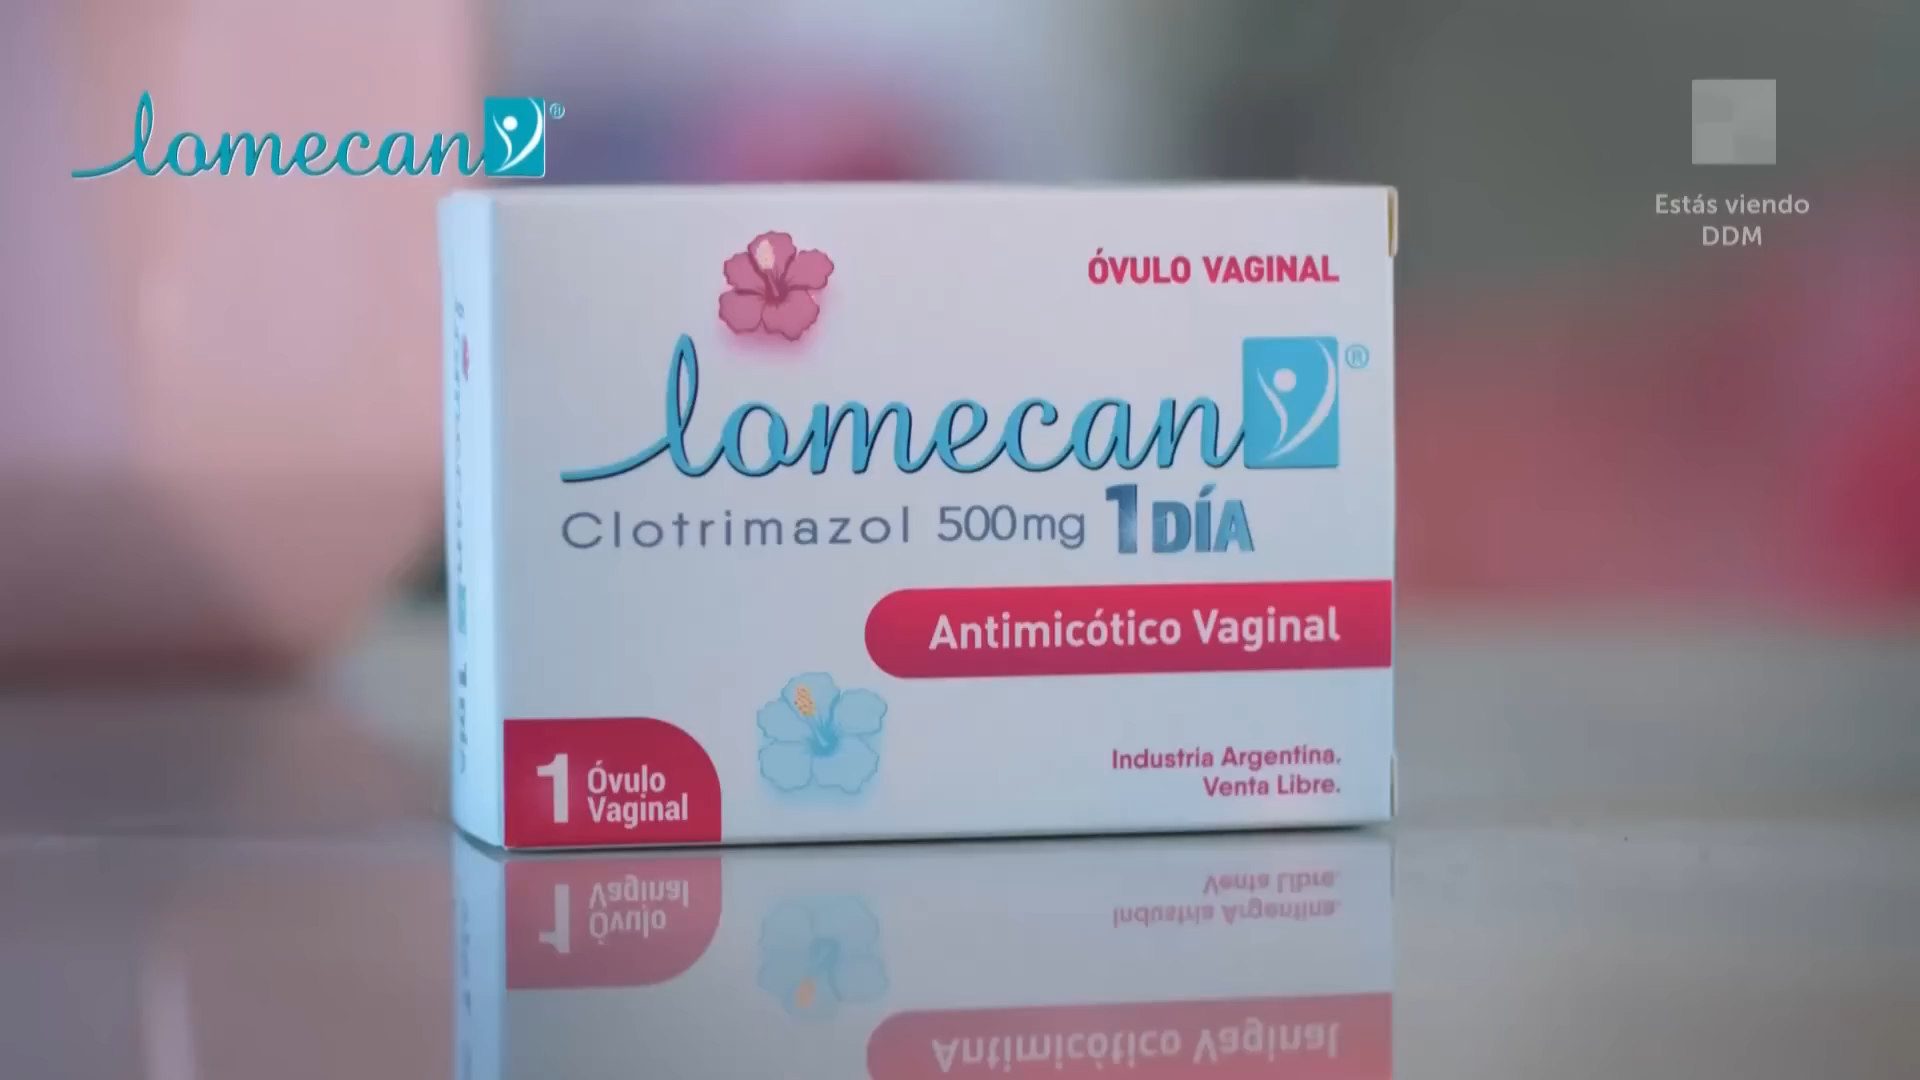 lomecan®
Estás viendo
DDM
ÓVULO VAGINAL
lomecan®
Clotrimazol 500mg 1 DÍA
Antimicótico Vaginal
1 Óvulo
Vaginal
Industria Argentina.
Venta Libre.